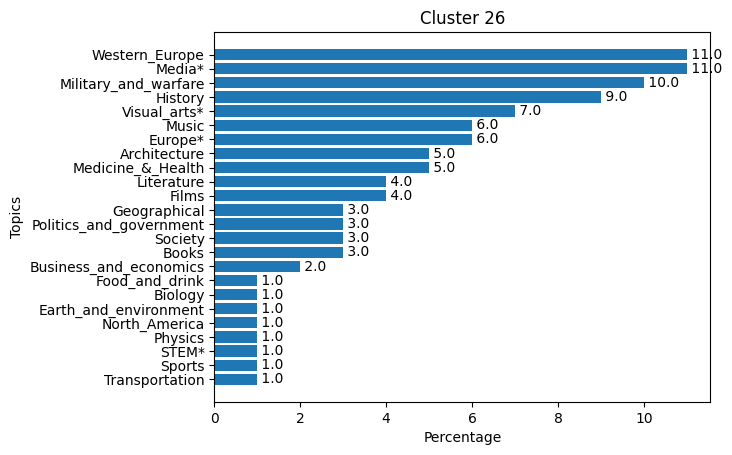 Cluster 26
Western_Europe 11.0
Media* 11.0
Military_and_warfare 10.0
History 9.0
Visual_arts* 7.0
Music 6.0
Europe* 6.0
Architecture 5.0
Medicine_&_Health 5.0
Literature 4.0
Films 4.0
Geographical 3.0
Politics_and_government 3.0
Society 3.0
Books 3.0
Business_and_economics 2.0
Food_and_drink 1.0
Biology 1.0
Earth_and_environment 1.0
North_America 1.0
Physics 1.0
STEM* 1.0
Sports 1.0
Transportation 1.0
Topics
0 2 4 6 8 10
Percentage